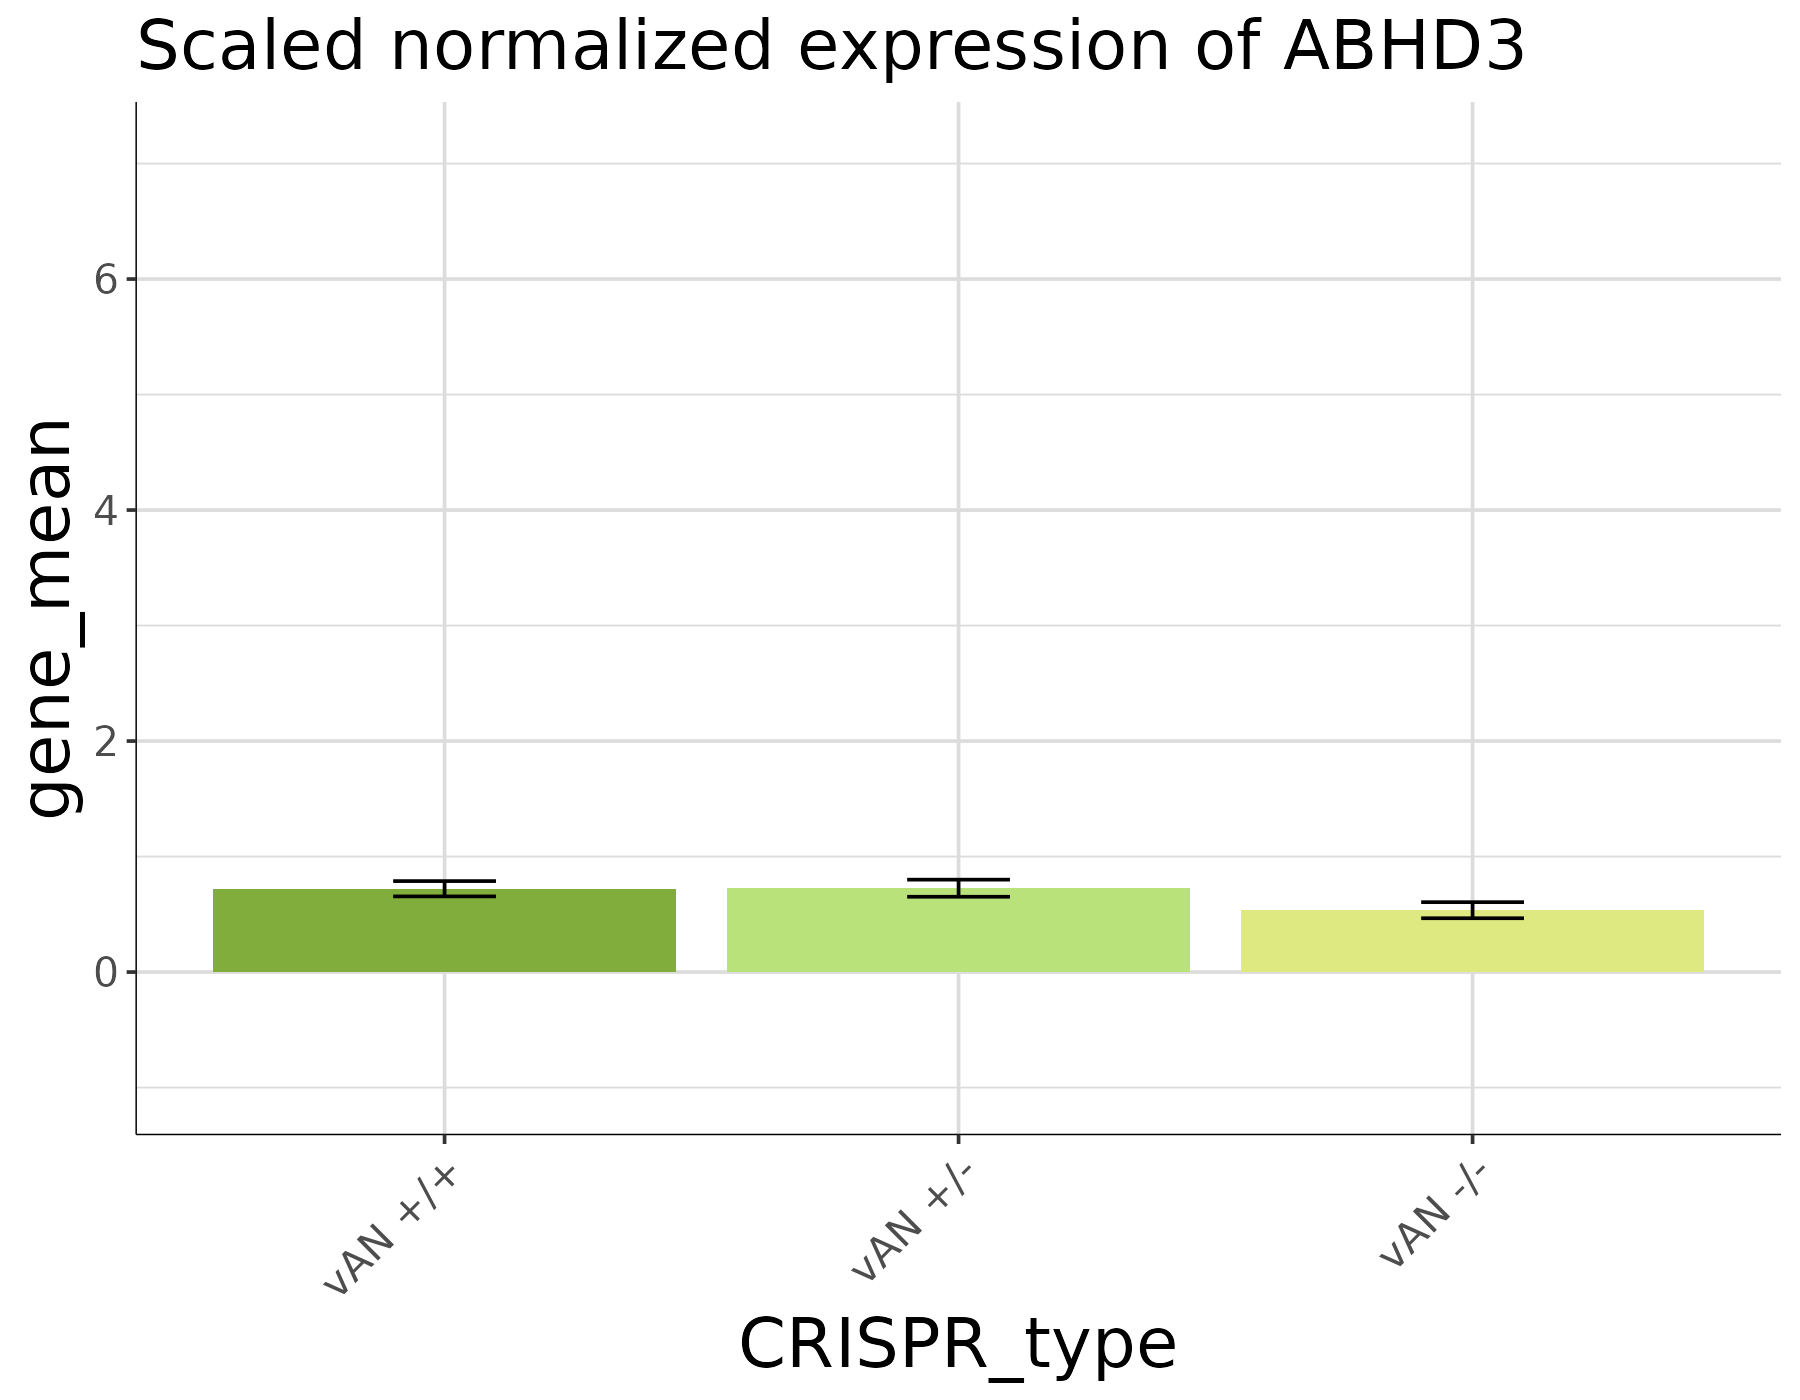 Scaled normalized expression of ABHD3
gene_mean
6
4
2
0
vAN +/+
vAN +/-
vAN -/-
CRISPR_type